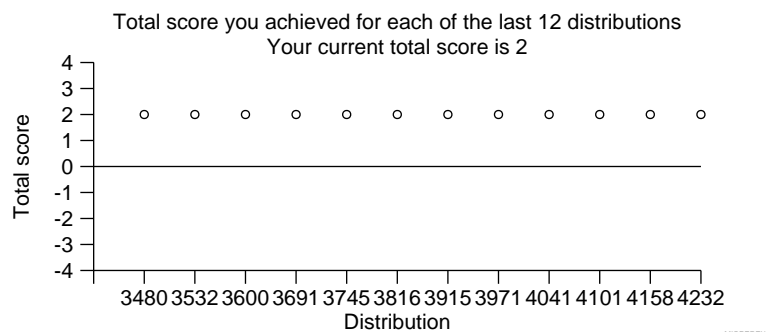 Total score you achieved for each of the last 12 distributions
Your current total score is 2
4
3
2
1
0
-1
-2
-3
-4
Total score
3480 3532 3600 3691 3745 3816 3915 3971 4041 4101 4158 4232
Distribution